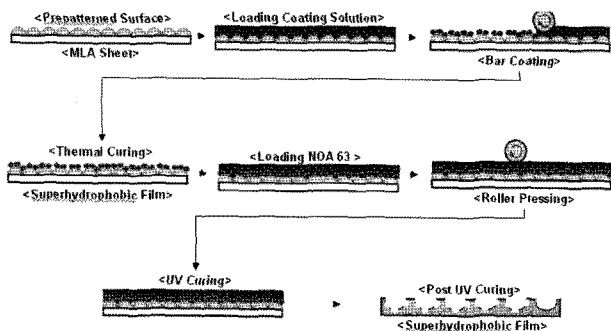 <Prepatterned Surface>
<MLA Sheet>
<Loading Coating Solution>
<Bar Coating>
<Thermal Curing>
<Superhydrophobic Film>
<Loading NOA 63 >
<Roller Pressing>
<UV Curing>
<Post UV Curing>
<Superhydrophobic Film>